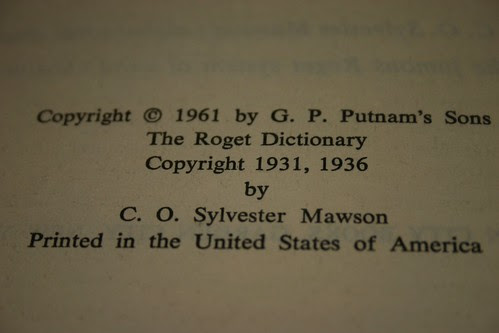 Copyright © 1961 by G. P. Putnam's Sons
The Roget Dictionary
Copyright 1931, 1936
by
C. O. Sylvester Mawson
Printed in the United States of America